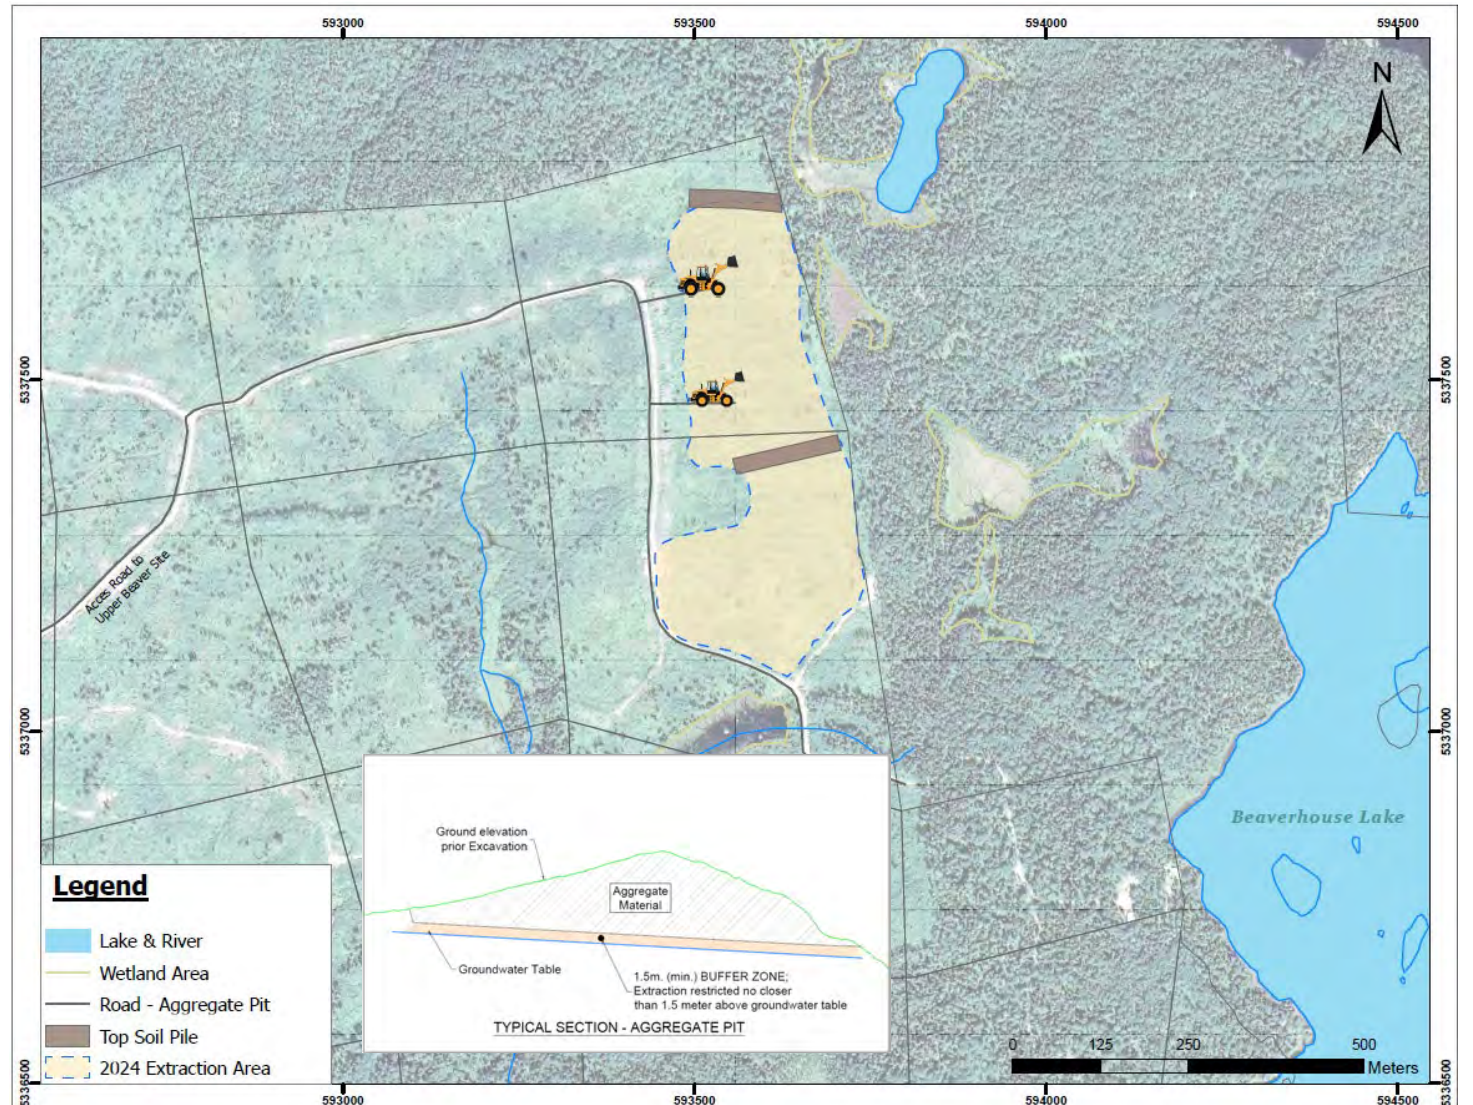 593000 593500 594000 594500
N
5337500 5337500
Acces Road to
Upper Beaver Site
5337000 5337000
Beaverhouse Lake
Ground elevation
prior Excavation
Aggregate
Material
Groundwater Table
1.5m. (min.) BUFFER ZONE;
Extraction restricted no closer
than 1.5 meter above groundwater table
TYPICAL SECTION - AGGREGATE PIT
Legend
Lake & River
Wetland Area
Road - Aggregate Pit
Top Soil Pile
2024 Extraction Area
0 125 250 500
Meters
5336500 5336500
593000 593500 594000 594500